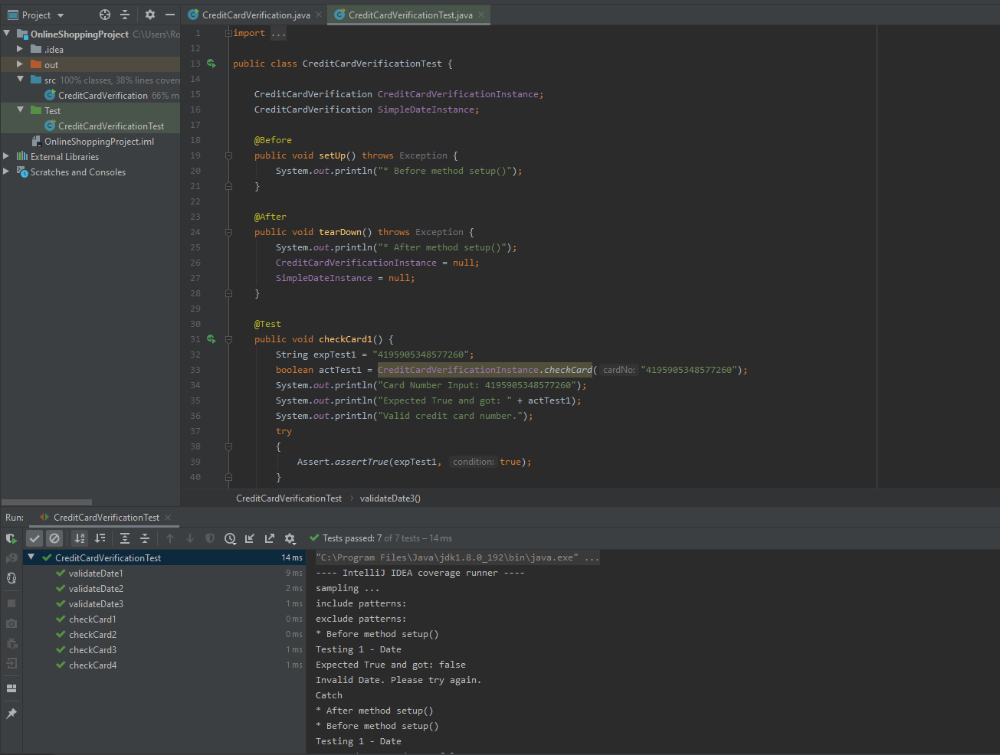 Project
CreditCardVerification.java
CreditCardVerificationTest.java
OnlineShoppingProject C:\Users\Ro
.idea
out
src 100% classes, 38% lines covere
CreditCardVerification 66% m
Test
CreditCardVerificationTest
OnlineShoppingProject.iml
External Libraries
Scratches and Consoles
1 import ...
12
13 public class CreditCardVerificationTest {
14
15 CreditCardVerification CreditCardVerificationInstance;
16 CreditCardVerification SimpleDateInstance;
17
18 @Before
19 public void setUp() throws Exception {
20 System.out.println("* Before method setup()");
21 }
22
23 @After
24 public void tearDown() throws Exception {
25 System.out.println("* After method setup()");
26 CreditCardVerificationInstance = null;
27 SimpleDateInstance = null;
28 }
29
30 @Test
31 public void checkCard1() {
32 String expTest1 = "4195905348577260";
33 boolean actTest1 = CreditCardVerificationInstance.checkCard( cardNo: "4195905348577260");
34 System.out.println("Card Number Input: 4195905348577260");
35 System.out.println("Expected True and got: " + actTest1);
36 System.out.println("Valid credit card number.");
37 try
38 {
39 Assert.assertTrue(expTest1, condition: true);
40 }
CreditCardVerificationTest › validateDate3()
Run: CreditCardVerificationTest
Tests passed: 7 of 7 tests – 14 ms
CreditCardVerificationTest 14 ms
validateDate1 9 ms
validateDate2 2 ms
validateDate3 1 ms
checkCard1 0 ms
checkCard2 0 ms
checkCard3 1 ms
checkCard4 1 ms
"C:\Program Files\Java\jdk1.8.0_192\bin\java.exe" ...
---- IntelliJ IDEA coverage runner ----
sampling ...
include patterns:
exclude patterns:
* Before method setup()
Testing 1 - Date
Expected True and got: false
Invalid Date. Please try again.
Catch
* After method setup()
* Before method setup()
Testing 1 - Date